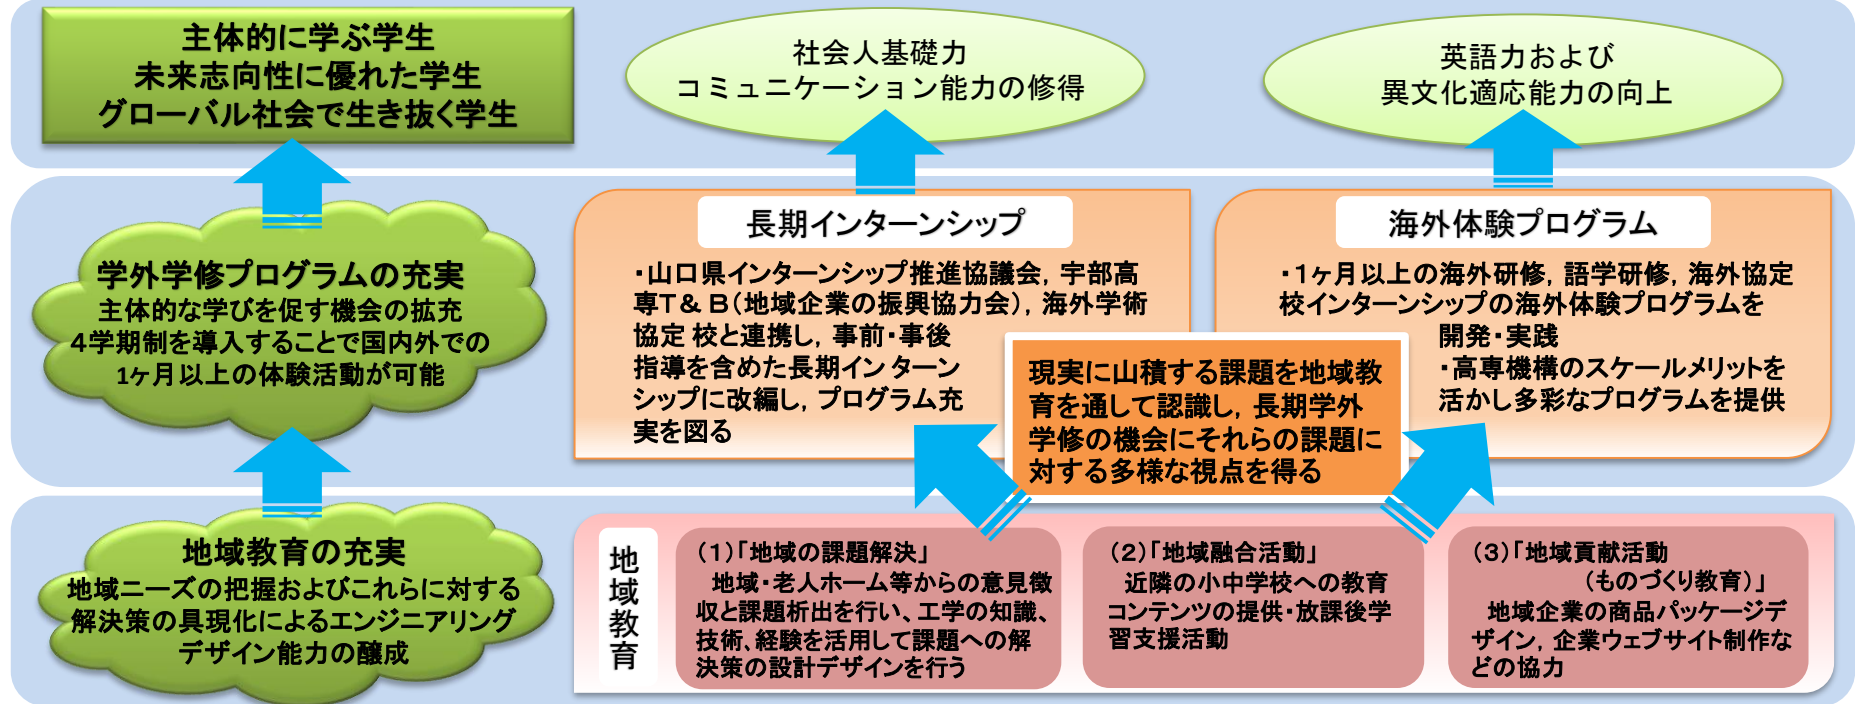 主体的に学ぶ学生
未来志向性に優れた学生
グローバル社会で生き抜く学生
社会人基礎力
コミュニケーション能力の修得
英語力および
異文化適応能力の向上
学外学修プログラムの充実
主体的な学びを促す機会の拡充
4学期制を導入することで国内外での
1ヶ月以上の体験活動が可能
長期インターンシップ
・山口県インターンシップ推進協議会，宇部高
専T＆B（地域企業の振興協力会），海外学術
協定 校と連携し，事前・事後
指導を含めた長期イン ターン
シップに改編し，プログラム充
実を図る
海外体験プログラム
・1ヶ月以上の海外研修，語学研修，海外協定
校インターンシップの海外体験プログラムを
開発・実践
・高専機構のスケールメリットを
活かし多彩なプログラムを提供
現実に山積する課題を地域教
育を通して認識し，長期学外
学修の機会にそれらの課題に
対する多様な視点を得る
地域教育の充実
地域ニーズの把握およびこれらに対する
解決策の具現化によるエンジニアリング
デザイン能力の醸成
地域教育
（1）「地域の課題解決」
地域・老人ホーム等からの意見徴
収と課題析出を行い、工学の知識、
技術、経験を活用して課題への解
決策の設計デザインを行う
（2）「地域融合活動」
近隣の小中学校への教育
コンテンツの提供・放課後学
習支援活動
（3）「地域貢献活動
（ものづくり教育）」
地域企業の商品パッケージデ
ザイン，企業ウェブサイト制作な
どの協力